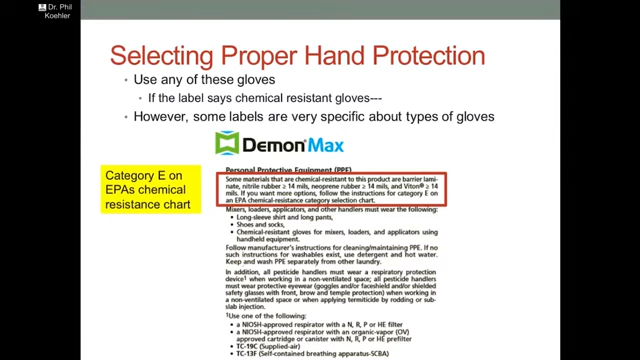 Dr. Phil
Koehler
Selecting Proper Hand Protection
• Use any of these gloves
• If the label says chemical resistant gloves---
• However, some labels are very specific about types of gloves
DEMON MAX
Category E on
EPAs chemical
resistance chart
Personal Protective Equipment (PPE)
Some materials that are chemical-resistant to this product are barrier lami-
nate, nitrile rubber ≥ 14 mils, neoprene rubber ≥ 14 mils, and Viton® ≥ 14
mils. If you want more options, follow the instructions for category E on
an EPA chemical-resistance category selection chart.
Mixers, loaders, applicators, and other handlers must wear the following:
• Long-sleeve shirt and long pants,
• Shoes and socks,
• Chemical-resistant gloves for mixers, loaders, and applicators using
handheld equipment.
Follow manufacturer's instructions for cleaning/maintaining PPE. If no
such instructions for washables exist, use detergent and hot water.
Keep and wash PPE separately from other laundry.
In addition, all pesticide handlers must wear a respiratory protection
device† when working in a non-ventilated space; all pesticide handlers
must wear protective eyewear (goggles and/or faceshield and/or shielded
safety glasses with front, brow and temple protection) when working in
a non-ventilated space or when applying termiticide by rodding or sub-
slab injection.
†Use one of the following:
• a NIOSH-approved respirator with a N, R, P or HE filter
• a NIOSH-approved respirator with an organic-vapor (OV)
approved cartridge or canister with N, R, P or HE prefilter
• TC-19C (Supplied-air)
• TC-13F (Self-contained breathing apparatus-SCBA)